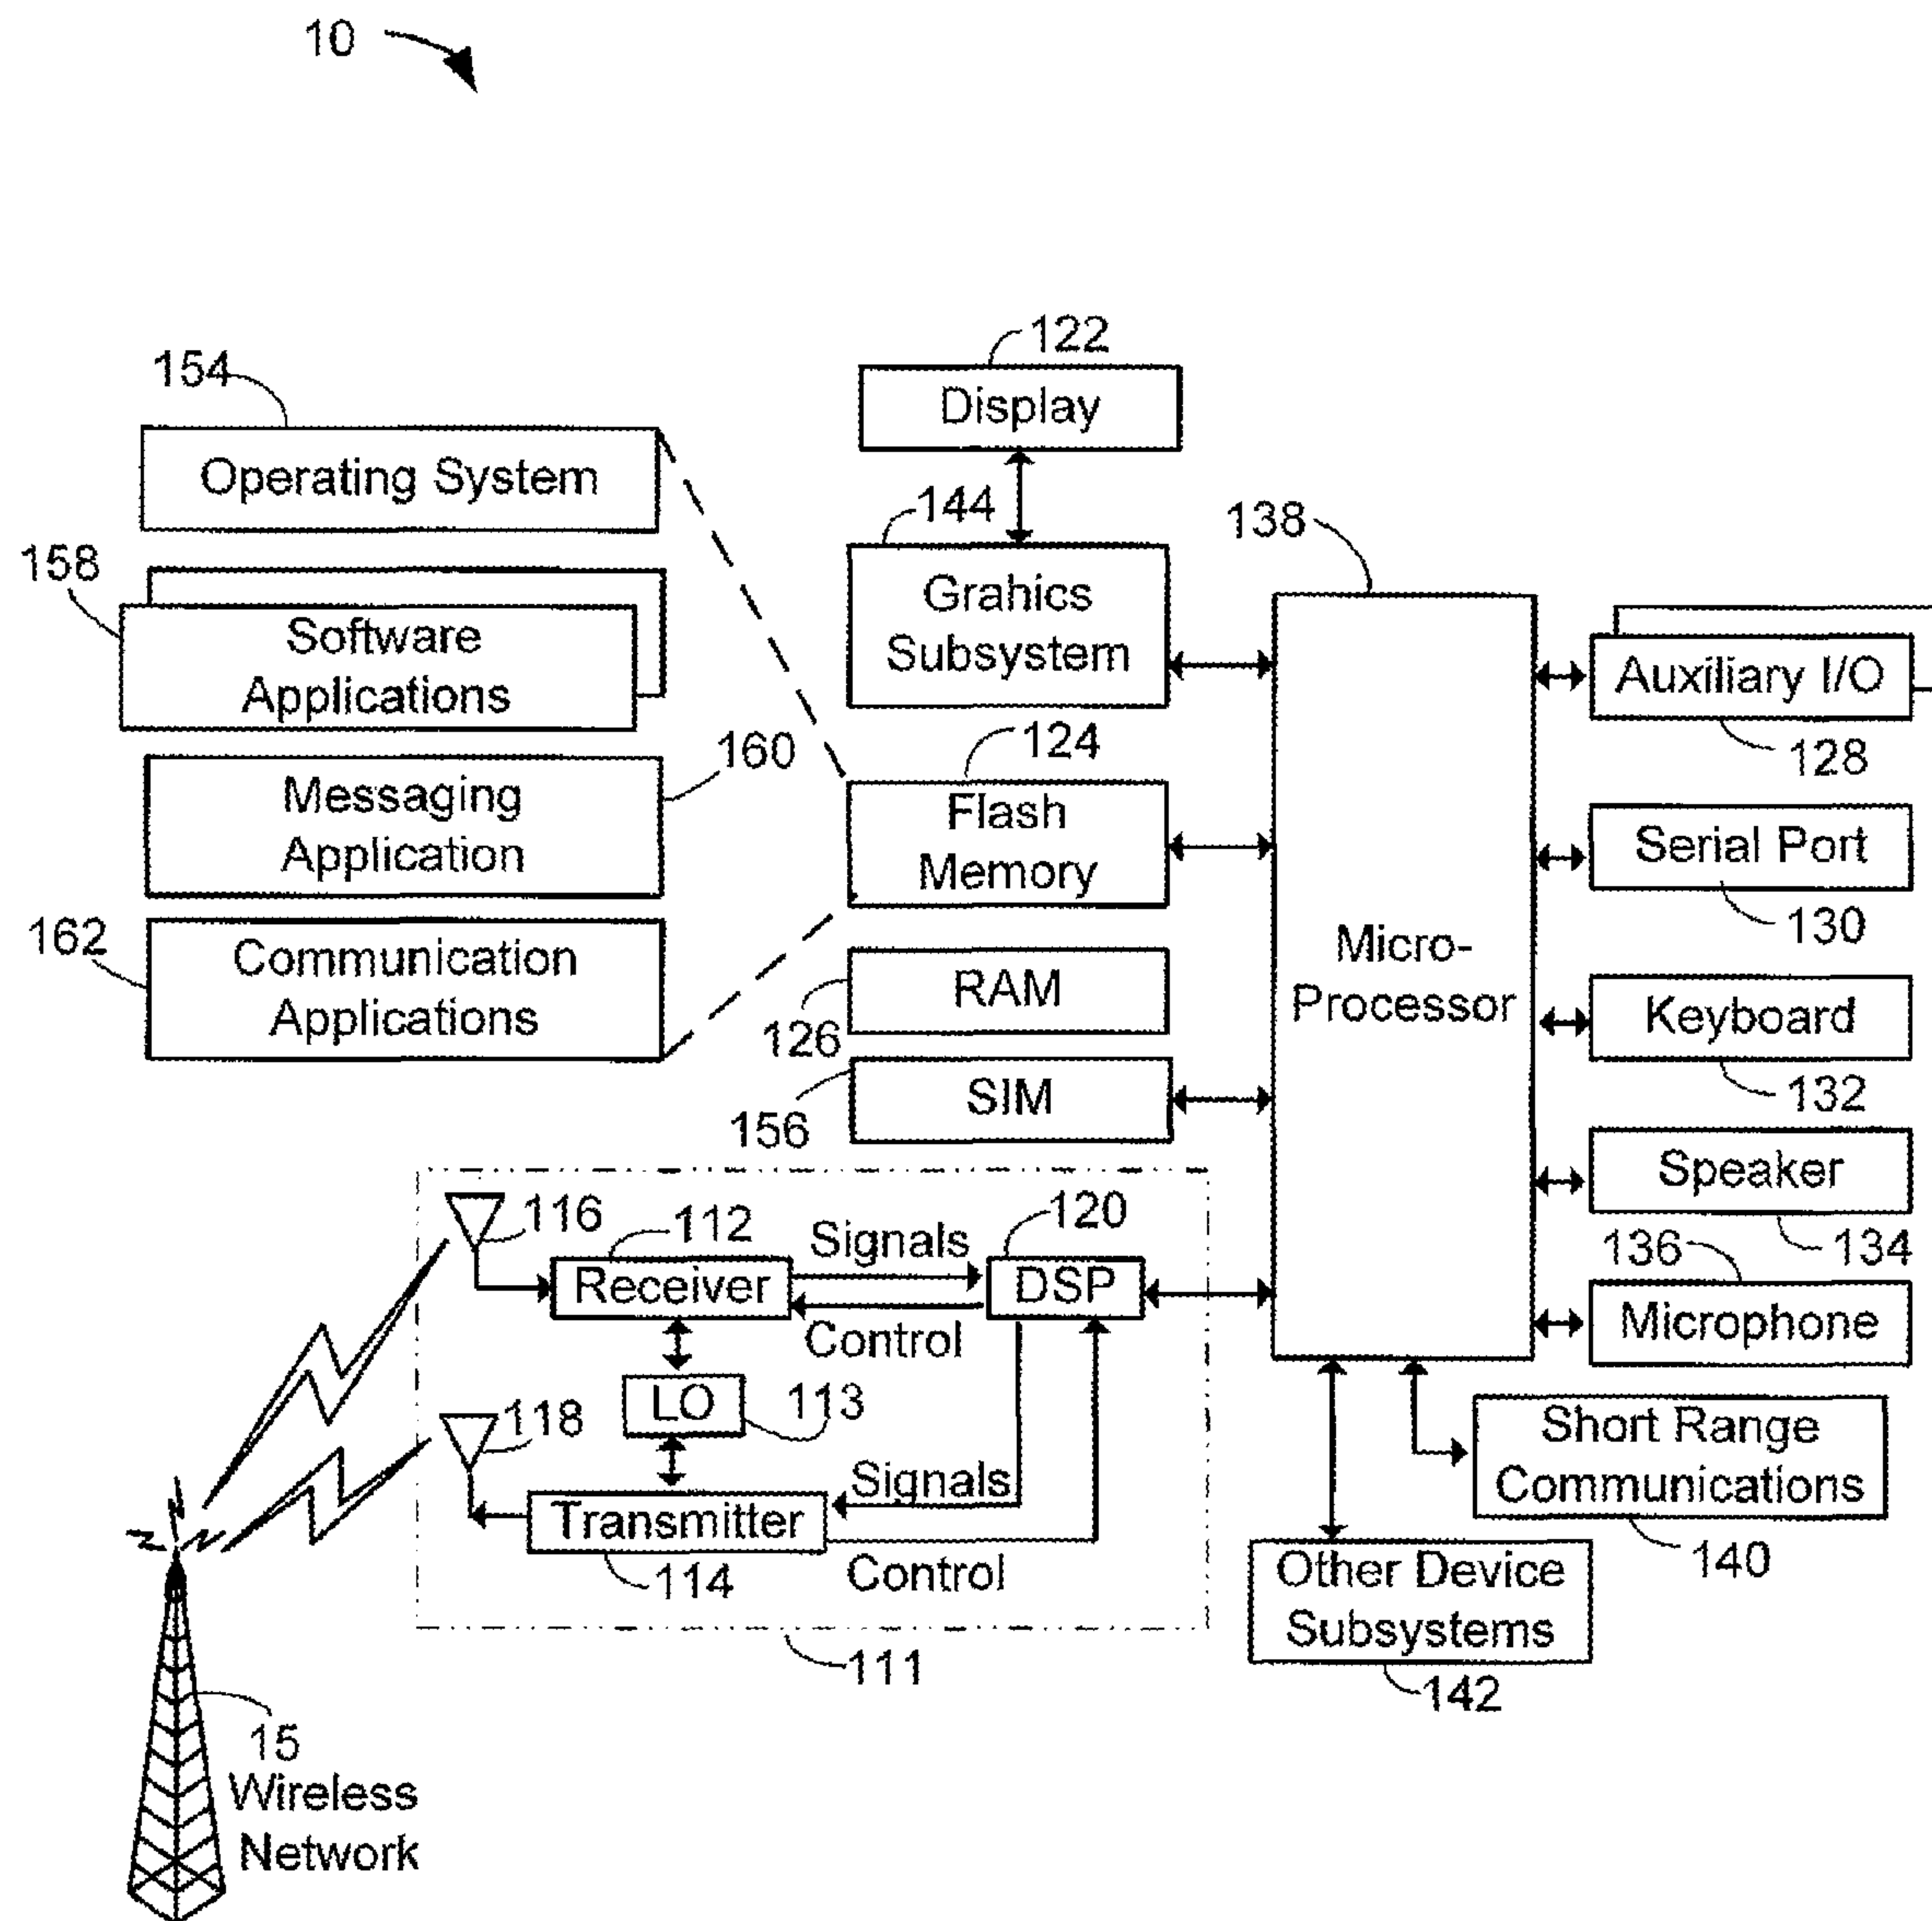 10
122
Display
154
Operating System
144
Grahics
Subsystem
138
158
Software
Applications
Auxiliary I/O
128
160
Messaging
Application
124
Flash
Memory
Serial Port
130
162
Communication
Applications
RAM
126
Micro-
Processor
Keyboard
132
SIM
156
Speaker
134
116
112
Receiver
Signals
120
DSP
Control
136
Microphone
LO
113
118
Signals
Transmitter
114
Control
Short Range
Communications
140
Other Device
Subsystems
142
111
15
Wireless
Network